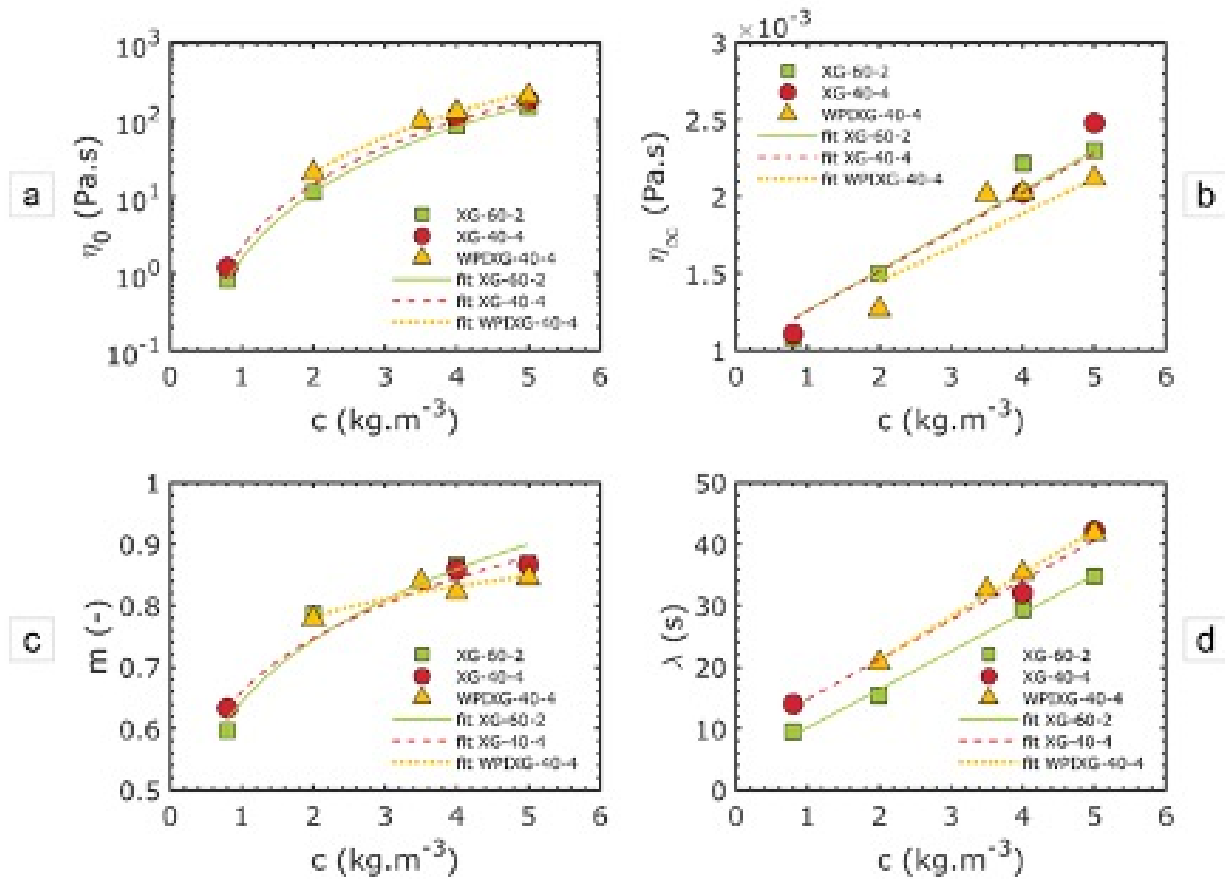 a
10³
10²
10¹
10⁰
10⁻¹
η₀ (Pa.s)
XG-60-2
XG-40-4
WPIXG-40-4
fit XG-60-2
fit XG-40-4
fit WPIXG-40-4
0 1 2 3 4 5 6
c (kg.m⁻³)
×10⁻³
3
2.5
2
1.5
1
η∞ (Pa.s)
XG-60-2
XG-40-4
WPIXG-40-4
fit XG-60-2
fit XG-40-4
fit WPIXG-40-4
b
0 1 2 3 4 5 6
c (kg.m⁻³)
c
1
0.9
0.8
0.7
0.6
0.5
m (-)
XG-60-2
XG-40-4
WPIXG-40-4
fit XG-60-2
fit XG-40-4
fit WPIXG-40-4
0 1 2 3 4 5 6
c (kg.m⁻³)
50
40
30
20
10
0
λ (s)
XG-60-2
XG-40-4
WPIXG-40-4
fit XG-60-2
fit XG-40-4
fit WPIXG-40-4
d
0 1 2 3 4 5 6
c (kg.m⁻³)